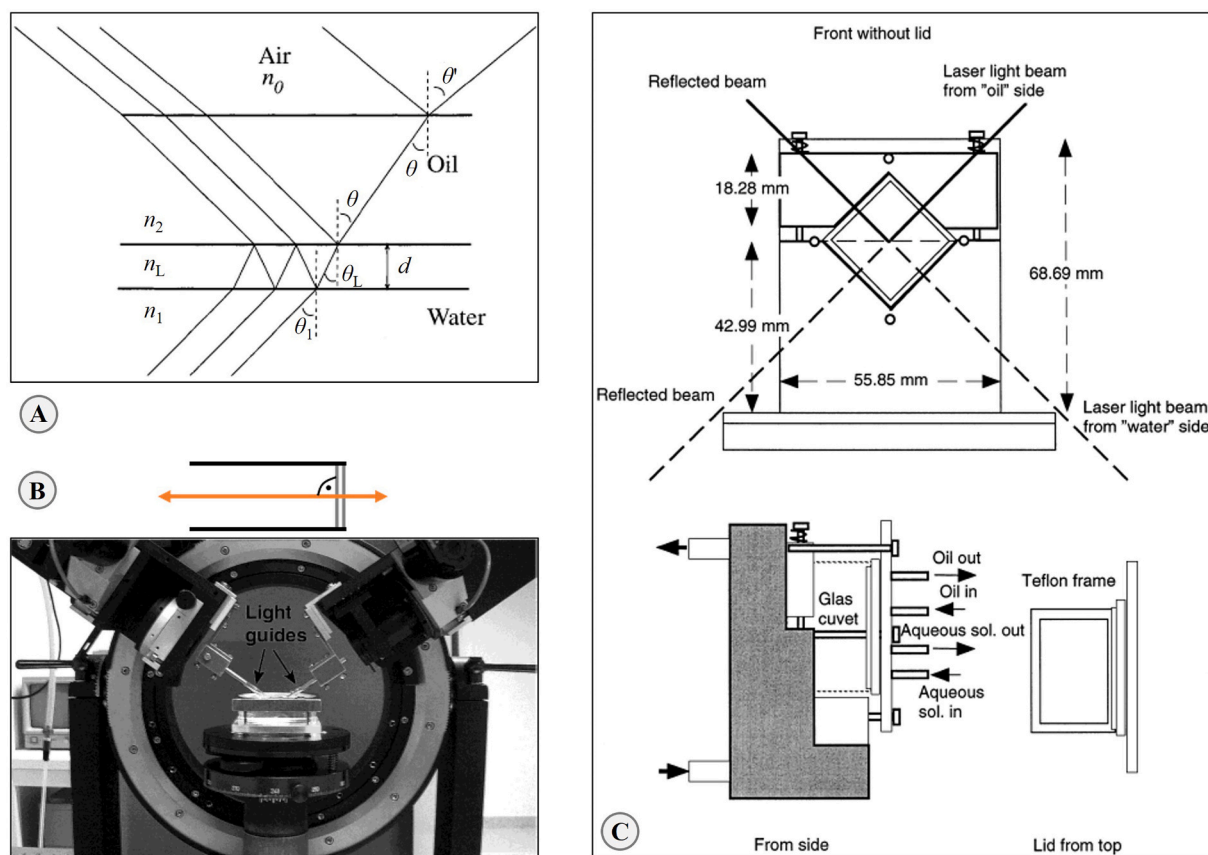 Air
n0
θ'
θ
Oil
θ
n2
nL
θL
d
n1
θ1
Water
A
B
Light
guides
Front without lid
Reflected beam
Laser light beam
from "oil" side
18.28 mm
42.99 mm
68.69 mm
55.85 mm
Reflected beam
Laser light beam
from "water" side
Oil out
Oil in
Glas
cuvet
Aqueous sol. out
Aqueous
sol. in
Teflon frame
C
From side
Lid from top